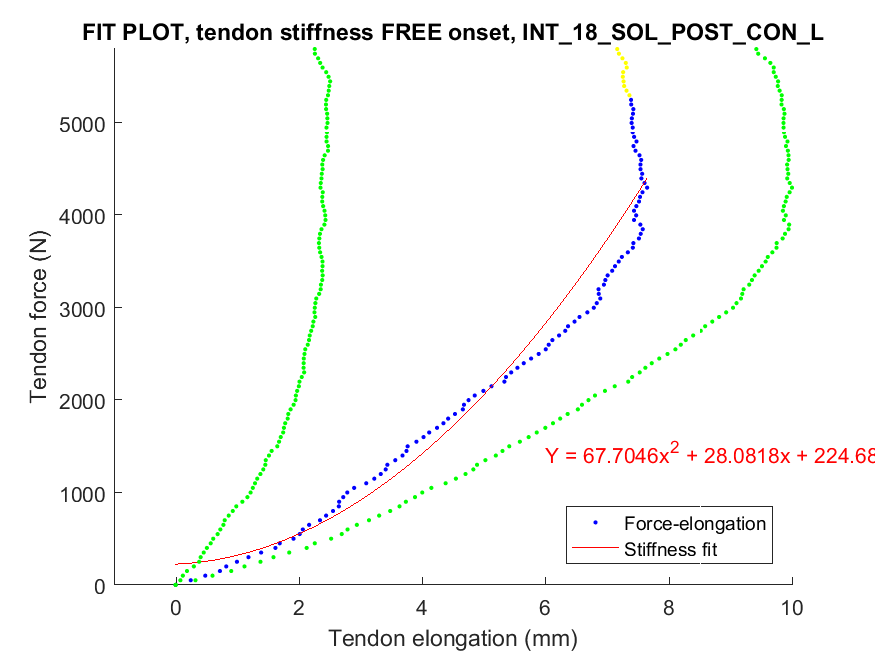 FIT PLOT, tendon stiffness FREE onset, INT_18_SOL_POST_CON_L
Tendon force (N)
5000
4000
3000
2000
1000
0
Y = 67.7046x² + 28.0818x + 224.68
Force-elongation
Stiffness fit
0 2 4 6 8 10
Tendon elongation (mm)